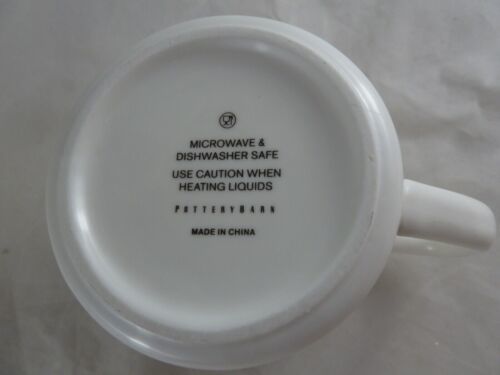 MICROWAVE &
DISHWASHER SAFE
USE CAUTION WHEN
HEATING LIQUIDS
POTTERYBARN
MADE IN CHINA